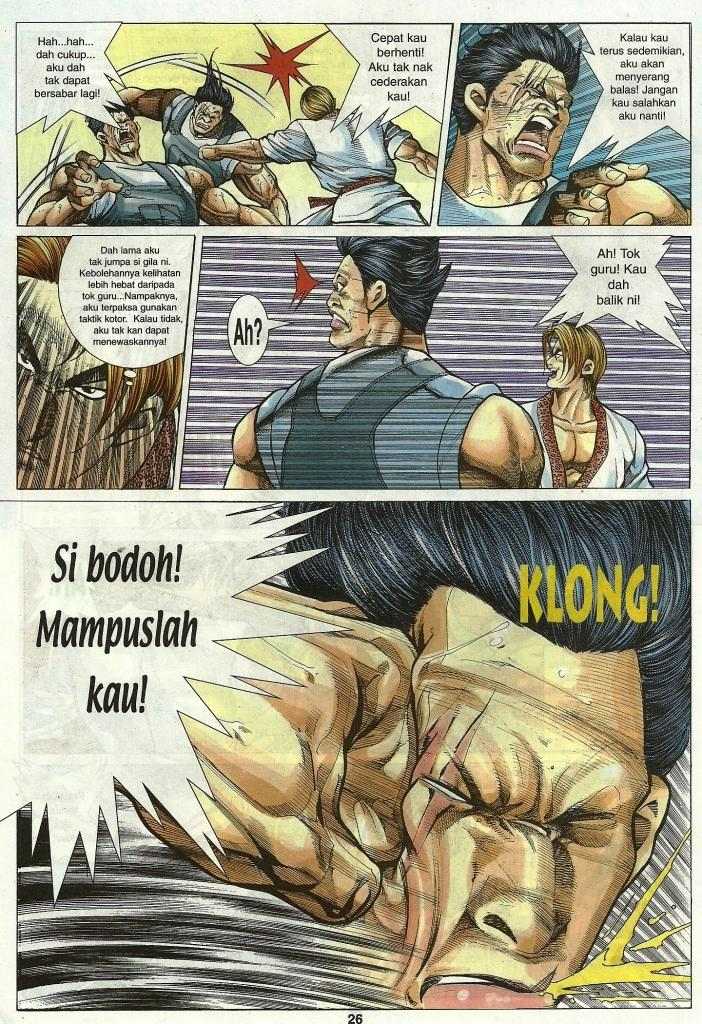 Hah...hah...
dah cukup...
aku dah
tak dapat
bersabar lagi!
Cepat kau
berhenti!
Aku tak nak
cederakan
kau!
Kalau kau
terus sedemikian,
aku akan
menyerang
balas! Jangan
kau salahkan
aku nanti!
Dah lama aku
tak jumpa si gila ni.
Kebolehannya kelihatan
lebih hebat daripada
tok guru...Nampaknya,
aku terpaksa gunakan
taktik kotor. Kalau tidak,
aku tak kan dapat
menewaskannya!
Ah?
Ah! Tok
guru! Kau
dah
balik ni!
Si bodoh!
Mampuslah
kau!
KLONG!
26